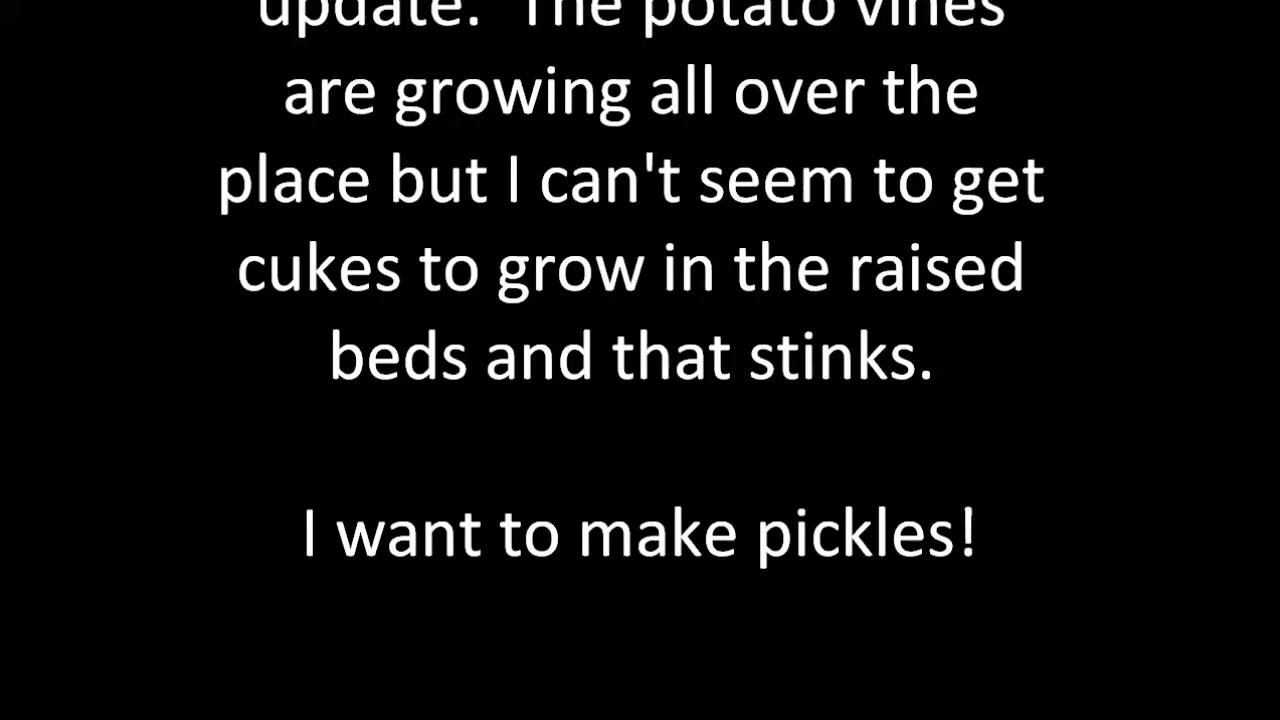 update.  The potato vines
are growing all over the
place but I can't seem to get
cukes to grow in the raised
beds and that stinks.
I want to make pickles!